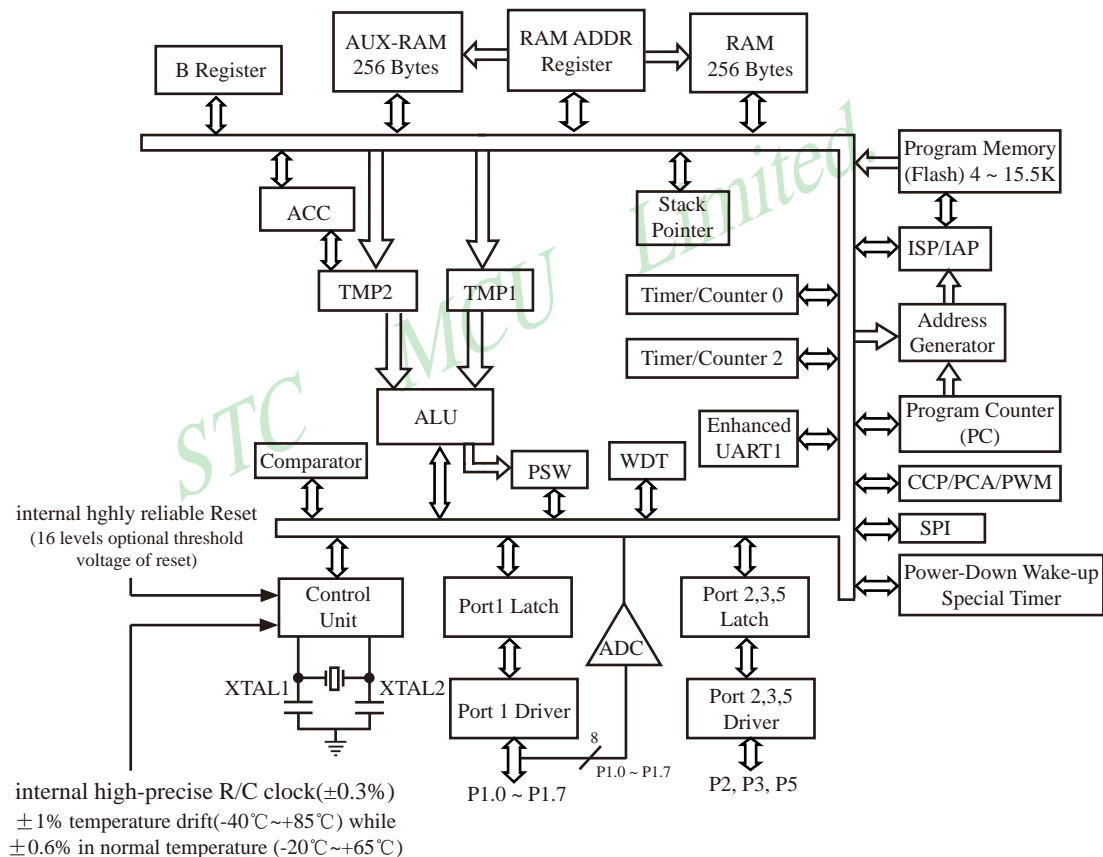 AUX-RAM
256 Bytes
RAM ADDR
Register
RAM
256 Bytes
B Register
Program Memory
(Flash) 4 ~ 15.5K
ACC
Stack
Pointer
ISP/IAP
TMP2
TMP1
Timer/Counter 0
Address
Generator
Timer/Counter 2
ALU
Enhanced
UART1
Program Counter
(PC)
Comparator
PSW
WDT
CCP/PCA/PWM
internal hghly reliable Reset
(16 levels optional threshold
voltage of reset)
SPI
Control
Unit
Port1 Latch
ADC
Port 2,3,5
Latch
Power-Down Wake-up
Special Timer
XTAL1
XTAL2
Port 1 Driver
Port 2,3,5
Driver
8
P1.0 ~ P1.7
P1.0 ~ P1.7
P2, P3, P5
internal high-precise R/C clock(±0.3%)
±1% temperature drift(-40℃~+85℃) while
±0.6% in normal temperature (-20℃~+65℃)
STC MCU Limited.